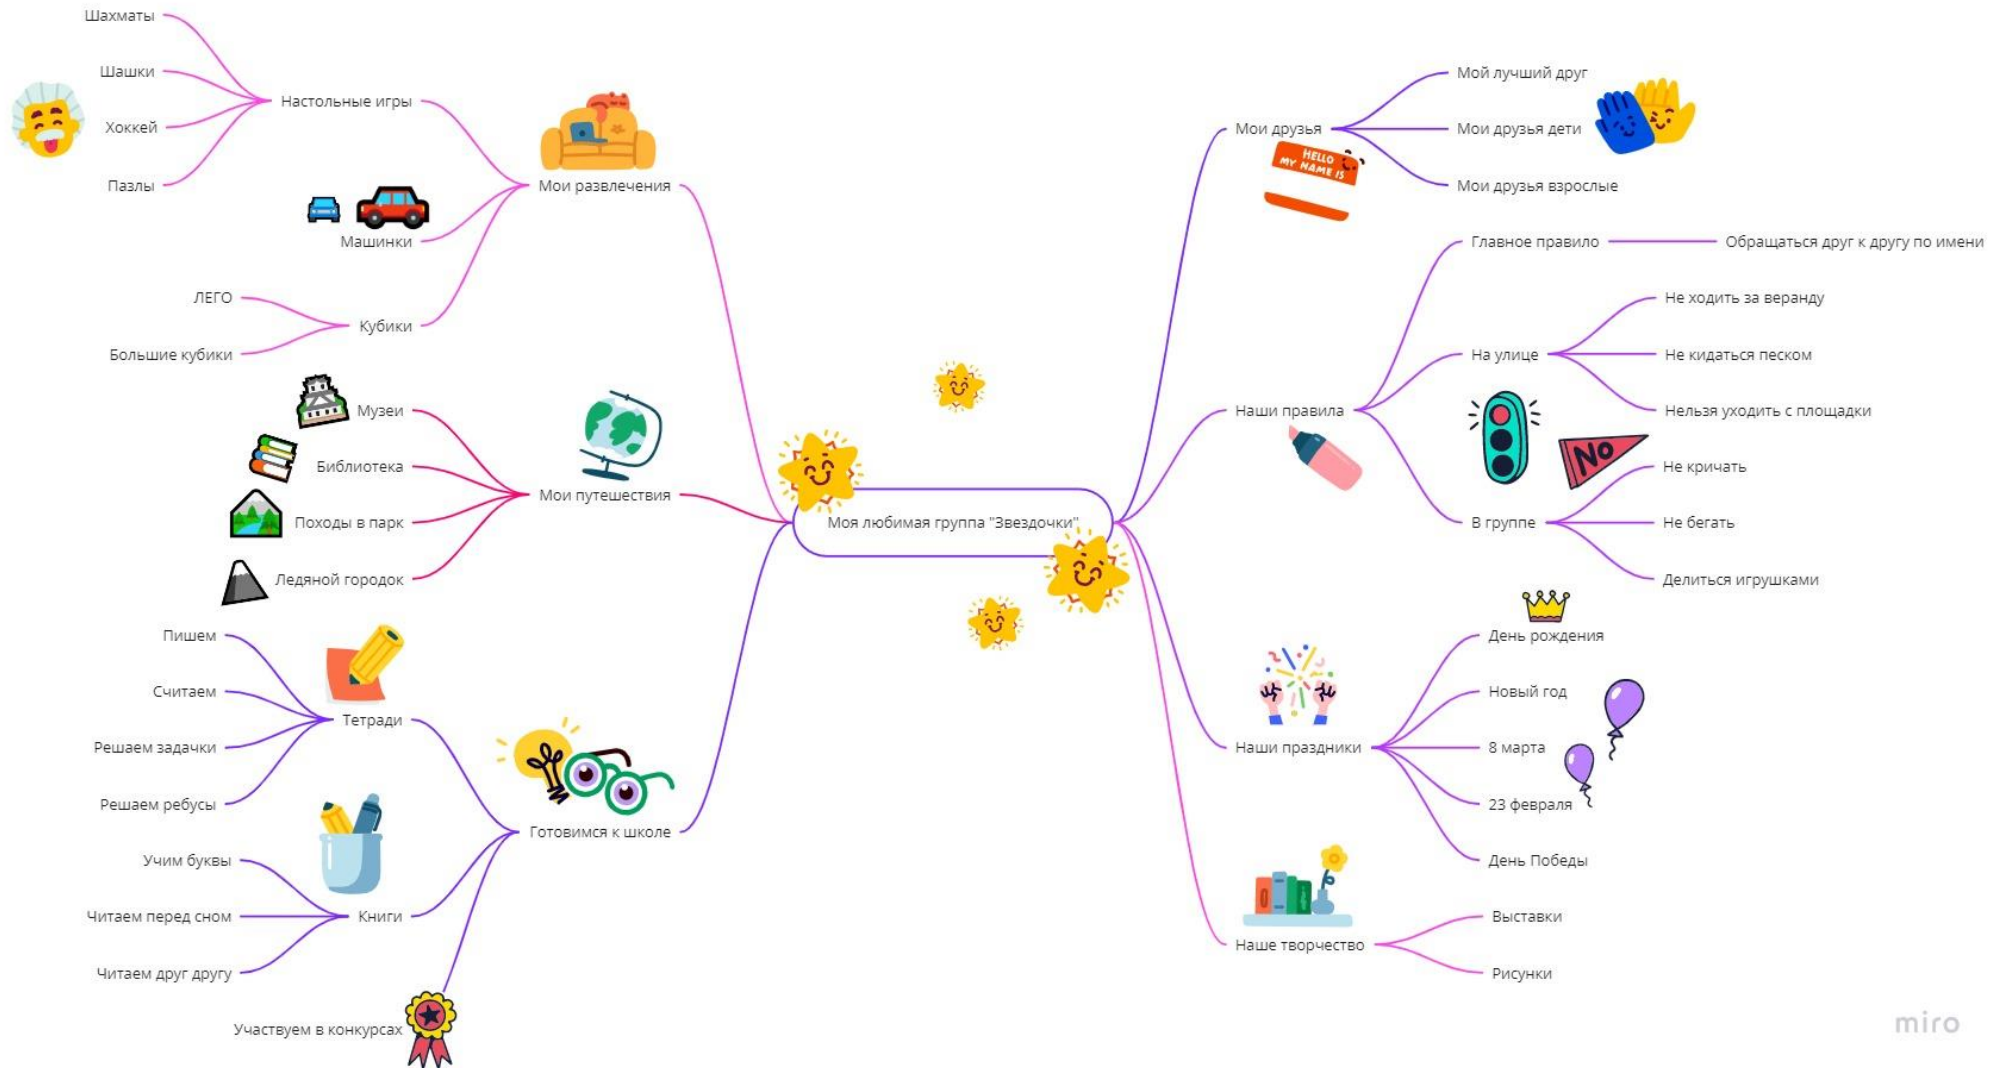 Моя любимая группа "Звездочки"
Мои развлечения
Настольные игры
Шахматы
Шашки
Хоккей
Пазлы
Машинки
Кубики
ЛЕГО
Большие кубики
Мои путешествия
Музеи
Библиотека
Походы в парк
Ледяной городок
Готовимся к школе
Тетради
Пишем
Считаем
Решаем задачки
Решаем ребусы
Книги
Учим буквы
Читаем перед сном
Читаем друг другу
Участвуем в конкурсах
Мои друзья
HELLO
MY NAME IS
Мой лучший друг
Мои друзья дети
Мои друзья взрослые
Наши правила
Главное правило
Обращаться друг к другу по имени
На улице
Не ходить за веранду
Не кидаться песком
Нельзя уходить с площадки
NO
В группе
Не кричать
Не бегать
Делиться игрушками
Наши праздники
День рождения
Новый год
8 марта
23 февраля
День Победы
Наше творчество
Выставки
Рисунки
miro